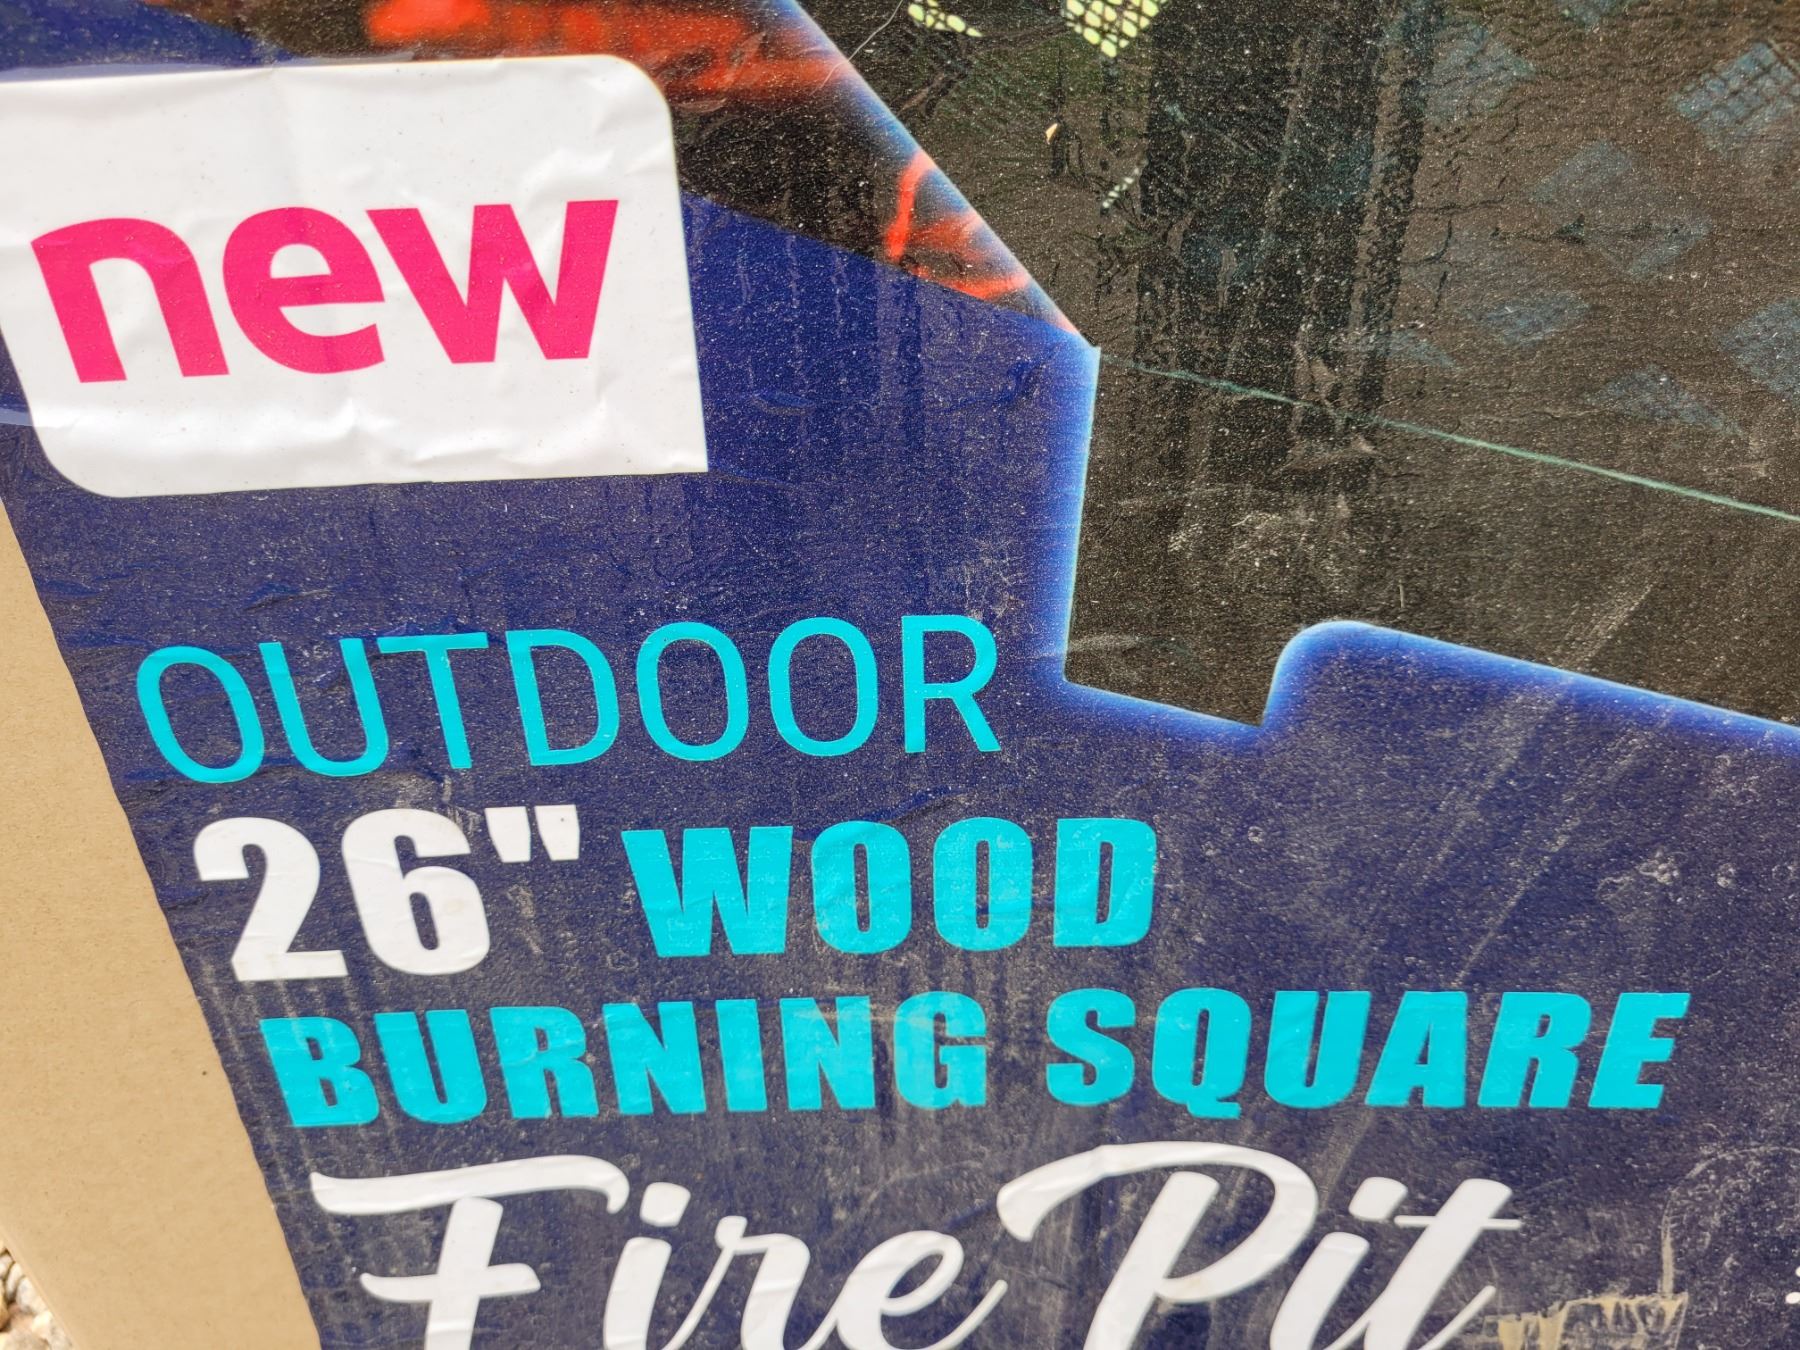 new
OUTDOOR
26" WOOD
BURNING SQUARE
Fire Pit